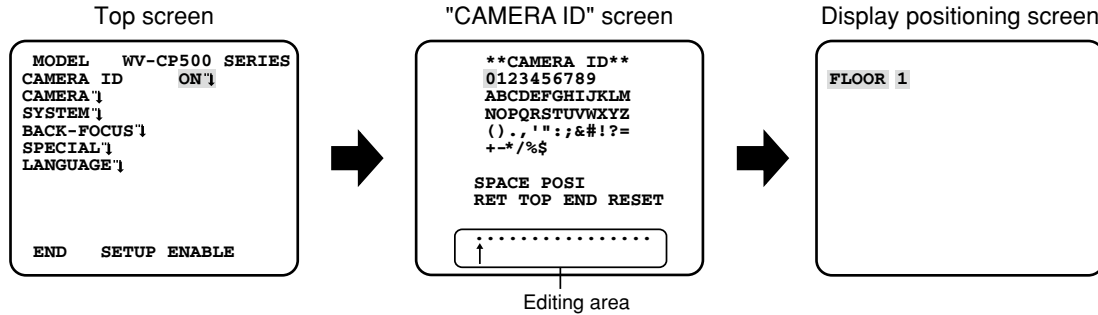 Top screen
MODEL WV-CP500 SERIES
CAMERA ID ON
CAMERA
SYSTEM
BACK-FOCUS
SPECIAL
LANGUAGE
END SETUP ENABLE
"CAMERA ID" screen
**CAMERA ID**
0123456789
ABCDEFGHIJKLM
NOPQRSTUVWXYZ
().,'":;&#!?=
+-*/%$
SPACE POSI
RET TOP END RESET
................
Editing area
Display positioning screen
FLOOR 1